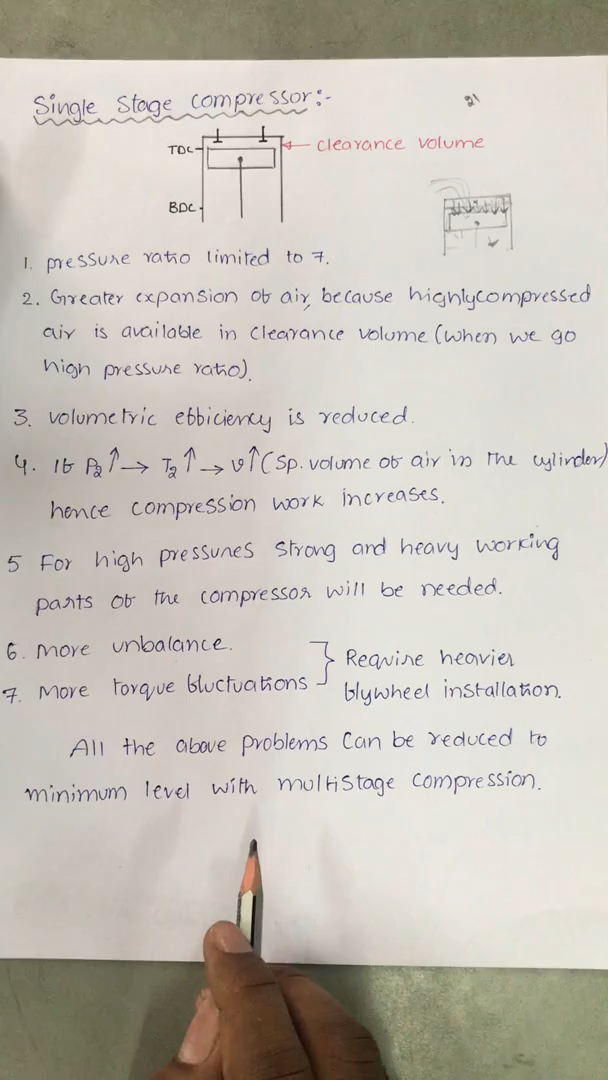 Single Stage compressor:-
21
TDC
clearance volume
BDC
1. pressure ratio limited to 7.
2. Greater expansion of air, because highly compressed
air is available in clearance volume (when we go
high pressure ratio).
3. volumetric efficiency is reduced.
4. If P2↑ → T2↑ → v↑ (Sp. volume of air in the cylinder)
hence compression work increases.
5 For high pressures strong and heavy working
parts of the compressor will be needed.
6. more unbalance.
7. more torque fluctuations
} Require heavier
flywheel installation.
All the above problems can be reduced to
minimum level with multistage compression.